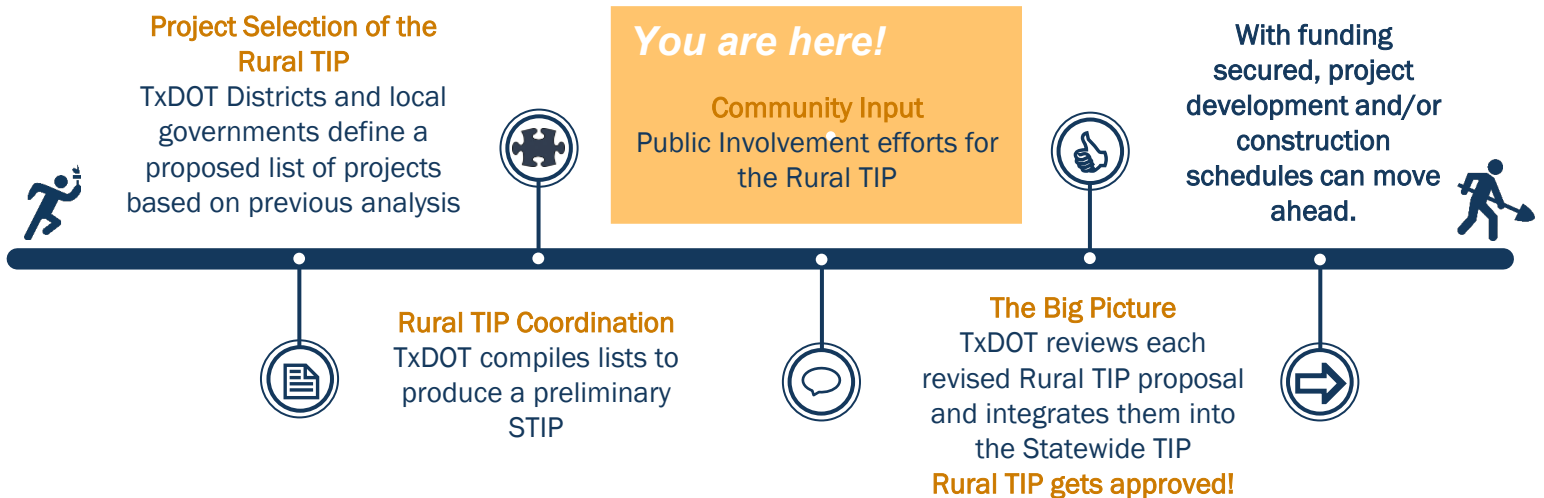 Project Selection of the
Rural TIP
TxDOT Districts and local
governments define a
proposed list of projects
based on previous analysis
Rural TIP Coordination
TxDOT compiles lists to
produce a preliminary
STIP
You are here!
Community Input
Public Involvement efforts for
the Rural TIP
The Big Picture
TxDOT reviews each
revised Rural TIP proposal
and integrates them into
the Statewide TIP
Rural TIP gets approved!
With funding
secured, project
development and/or
construction
schedules can move
ahead.